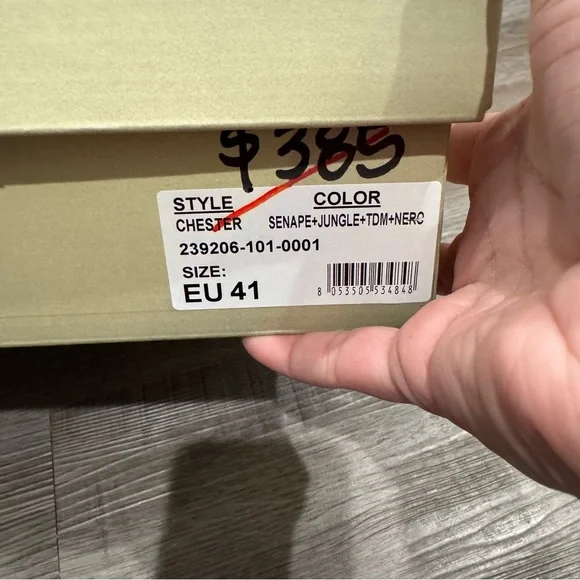 $385
STYLE COLOR
CHESTER SENAPE+JUNGLE+TDM+NERO
239206-101-0001
SIZE:
EU 41
8 053505 534848